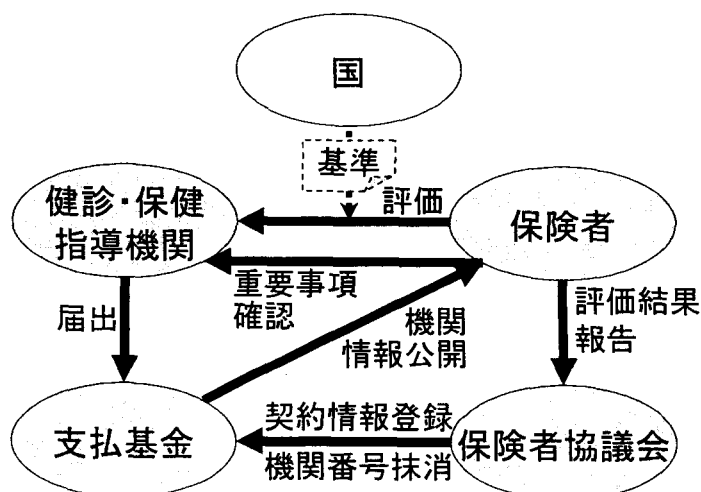 国
基準
健診・保健
指導機関
評価
保険者
重要事項
確認
届出
機関
情報公開
評価結果
報告
支払基金
契約情報登録
機関番号抹消
保険者協議会